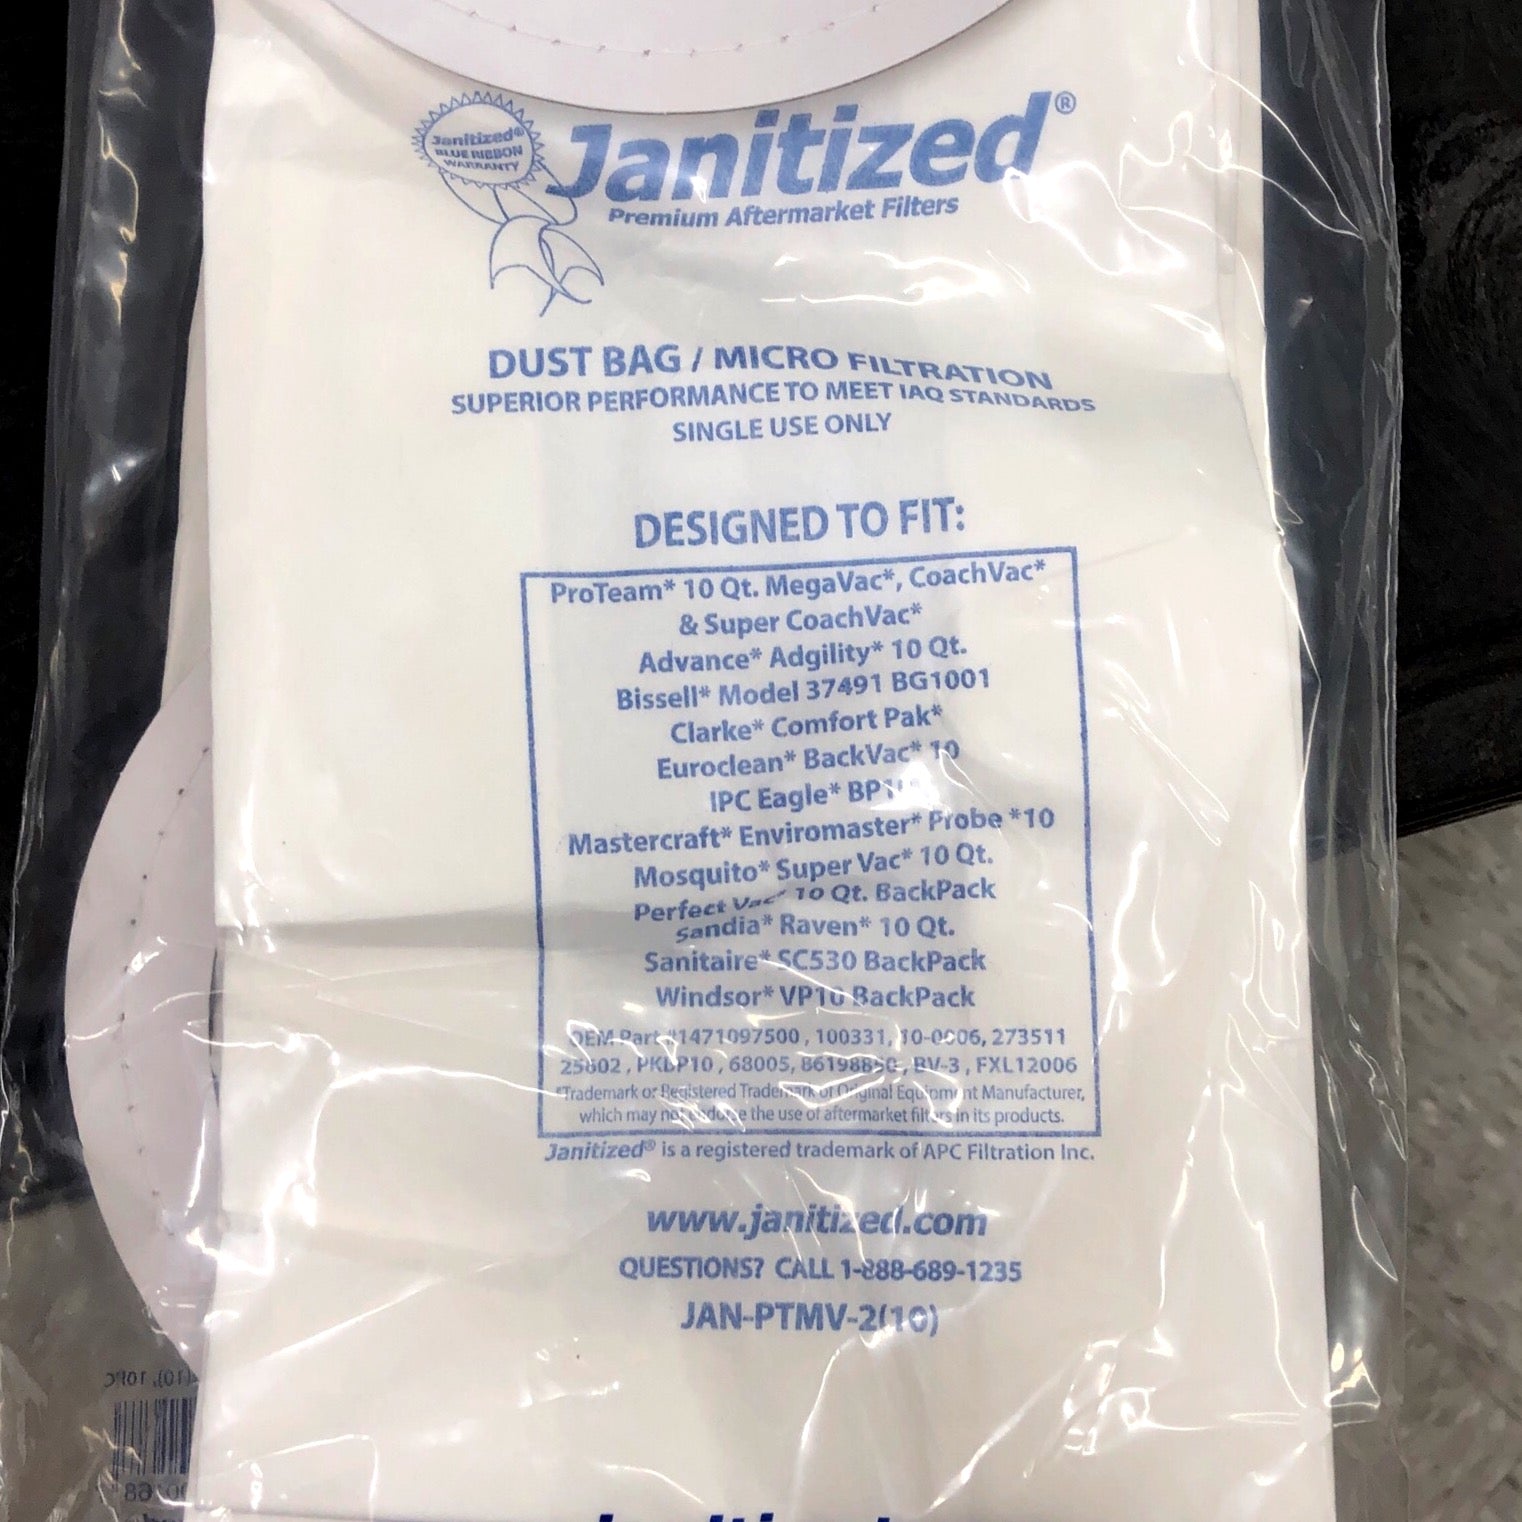 Janitized®
BLUE RIBBON
WARRANTY
Janitized®
Premium Aftermarket Filters
DUST BAG / MICRO FILTRATION
SUPERIOR PERFORMANCE TO MEET IAQ STANDARDS
SINGLE USE ONLY
DESIGNED TO FIT:
ProTeam* 10 Qt. MegaVac*, CoachVac*
& Super CoachVac*
Advance* Adgility* 10 Qt.
Bissell* Model 37491 BG1001
Clarke* Comfort Pak*
Euroclean* BackVac* 10
IPC Eagle*
Mastercraft* Enviromaster* Probe *10
Mosquito* Super Vac* 10 Qt.
Perfect Vac* 10 Qt. BackPack
Sandia* Raven* 10 Qt.
Sanitaire* SC530 BackPack
Windsor* VP10 BackPack
OEM Part #1471097500, 100331, 10-0006, 273511
25802, PKBP10, 68005, 86198850, BV-3, FXL12006
*Trademark or Registered Trademark of Original Equipment Manufacturer,
which may not endorse the use of aftermarket filters in its products.
Janitized® is a registered trademark of APC Filtration Inc.
www.janitized.com
QUESTIONS? CALL 1-888-689-1235
JAN-PTMV-2(10)
(10), 10PC